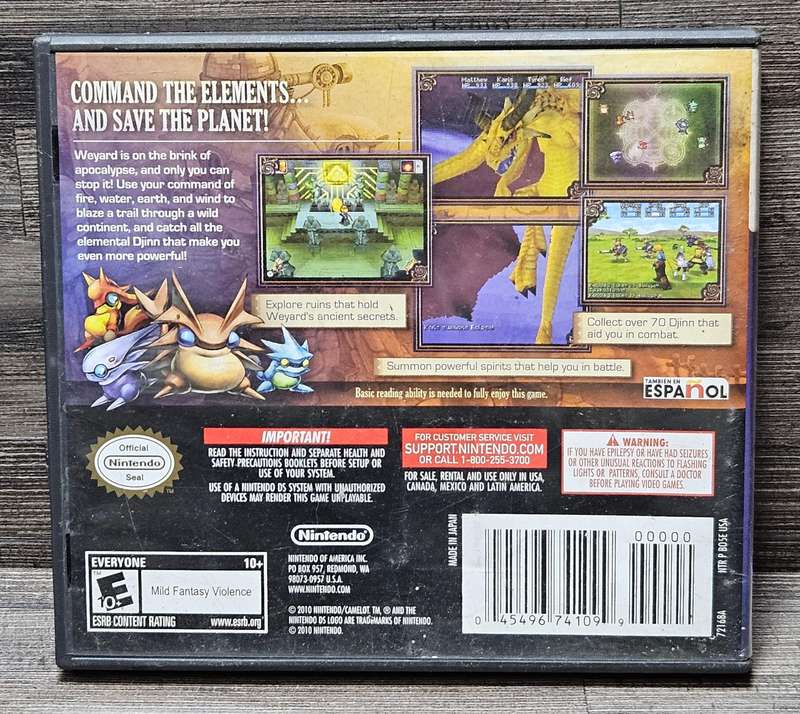 COMMAND THE ELEMENTS...
AND SAVE THE PLANET!
Weyard is on the brink of
apocalypse, and only you can
stop it! Use your command of
fire, water, earth, and wind to
blaze a trail through a wild
continent, and catch all the
elemental Djinn that make you
even more powerful!
Matthew Karis Tyrell Rief
Explore ruins that hold
Weyard's ancient secrets.
Collect over 70 Djinn that
aid you in combat.
Summon powerful spirits that help you in battle.
Basic reading ability is needed to fully enjoy this game.
TAMBIÉN EN
ESPAñOL
Official
Nintendo
Seal
TM
IMPORTANT!
READ THE INSTRUCTION AND SEPARATE HEALTH AND
SAFETY PRECAUTIONS BOOKLETS BEFORE SETUP OR
USE OF YOUR SYSTEM.
USE OF A NINTENDO DS SYSTEM WITH UNAUTHORIZED
DEVICES MAY RENDER THIS GAME UNPLAYABLE.
FOR CUSTOMER SERVICE VISIT
SUPPORT.NINTENDO.COM
OR CALL 1-800-255-3700
FOR SALE, RENTAL AND USE ONLY IN USA,
CANADA, MEXICO AND LATIN AMERICA.
WARNING:
IF YOU HAVE EPILEPSY OR HAVE HAD SEIZURES
OR OTHER UNUSUAL REACTIONS TO FLASHING
LIGHTS OR PATTERNS, CONSULT A DOCTOR
BEFORE PLAYING VIDEO GAMES.
Nintendo
NINTENDO OF AMERICA INC.
PO BOX 957, REDMOND, WA
98073-0957 U.S.A.
WWW.NINTENDO.COM
© 2010 NINTENDO/CAMELOT. TM, ® AND THE
NINTENDO DS LOGO ARE TRADEMARKS OF NINTENDO.
© 2010 NINTENDO.
EVERYONE 10+
E
10+
Mild Fantasy Violence
ESRB CONTENT RATING www.esrb.org
MADE IN JAPAN
00000
0 45496 74109 9
NTR P BO5E USA
72168A